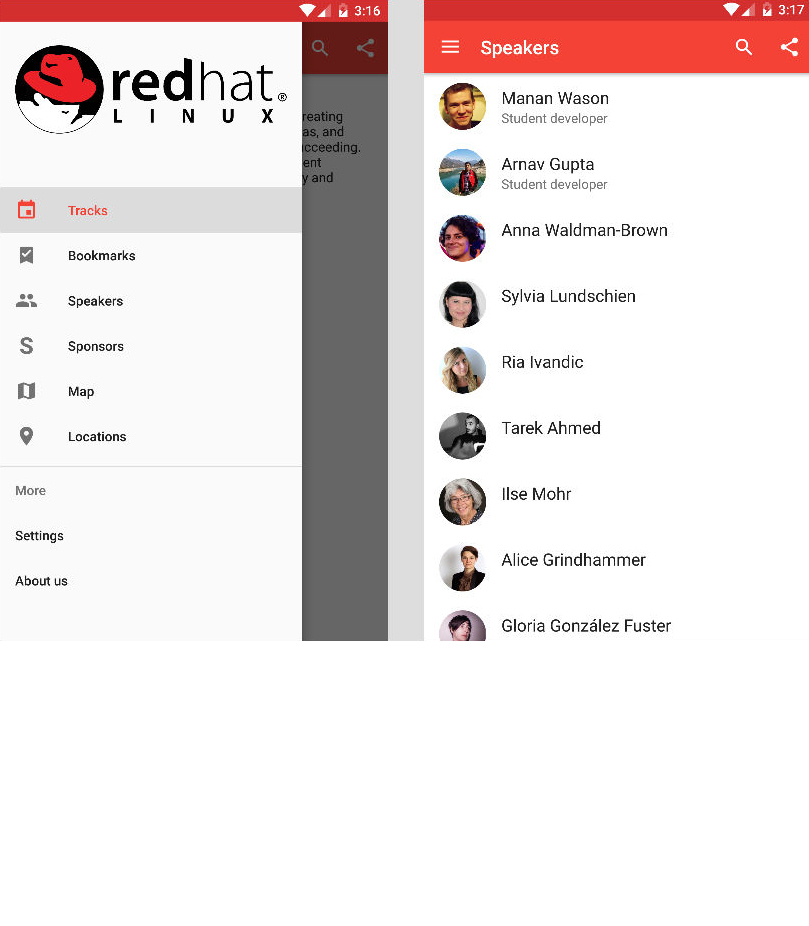 3:16
redhat®
LINUX
reating
as, and
cceeding.
ent
y and
Tracks
Bookmarks
Speakers
S
Sponsors
Map
Locations
More
Settings
About us
3:17
Speakers
Manan Wason
Student developer
Arnav Gupta
Student developer
Anna Waldman-Brown
Sylvia Lundschien
Ria Ivandic
Tarek Ahmed
Ilse Mohr
Alice Grindhammer
Gloria González Fuster